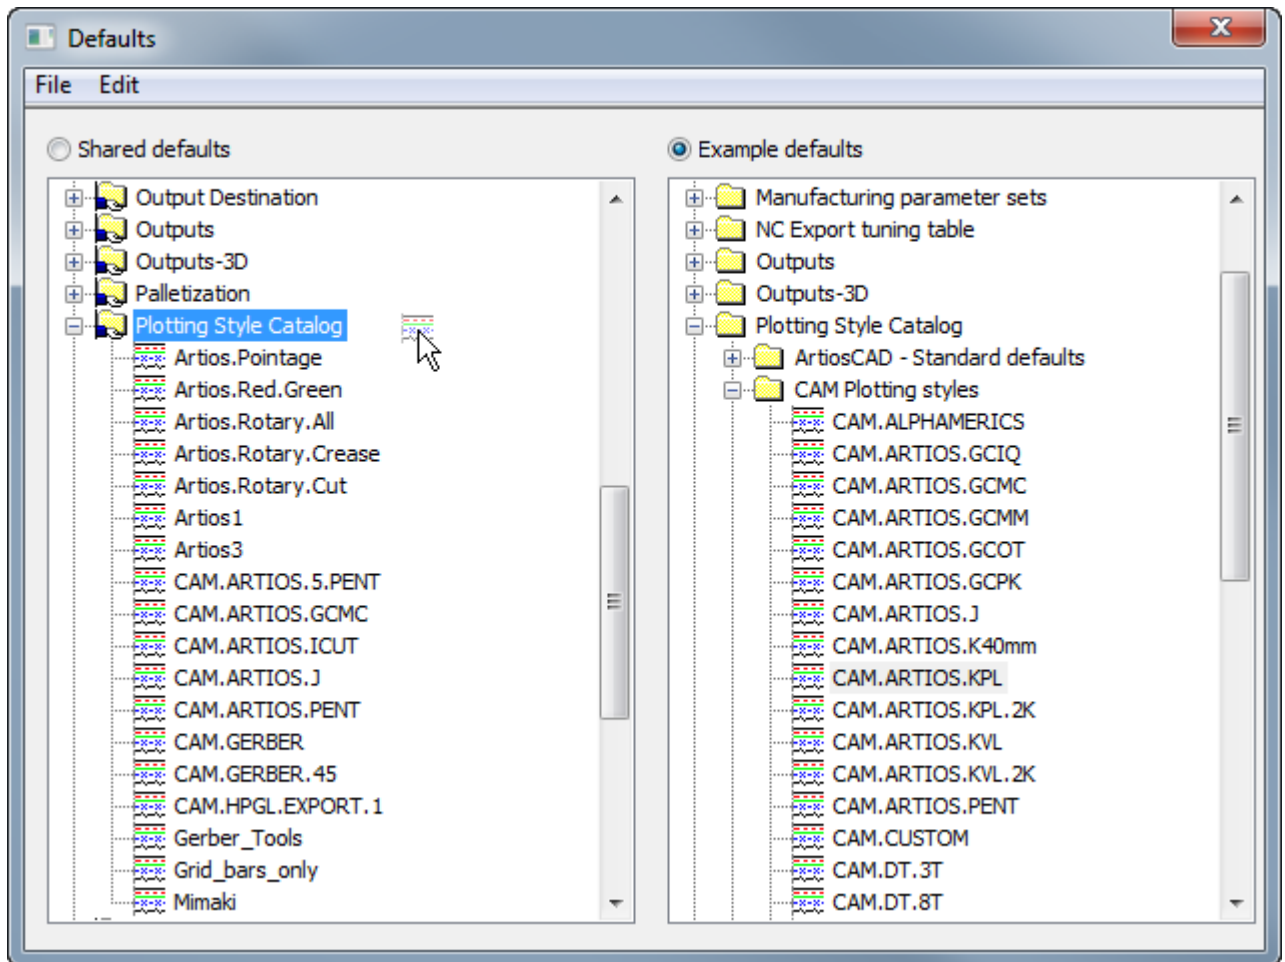 Defaults
File Edit
Shared defaults
Output Destination
Outputs
Outputs-3D
Palletization
Plotting Style Catalog
Artios.Pointage
Artios.Red.Green
Artios.Rotary.All
Artios.Rotary.Crease
Artios.Rotary.Cut
Artios1
Artios3
CAM.ARTIOS.5.PENT
CAM.ARTIOS.GCMC
CAM.ARTIOS.ICUT
CAM.ARTIOS.J
CAM.ARTIOS.PENT
CAM.GERBER
CAM.GERBER.45
CAM.HPGL.EXPORT.1
Gerber_Tools
Grid_bars_only
Mimaki
Example defaults
Manufacturing parameter sets
NC Export tuning table
Outputs
Outputs-3D
Plotting Style Catalog
ArtiosCAD - Standard defaults
CAM Plotting styles
CAM.ALPHAMERICS
CAM.ARTIOS.GCIQ
CAM.ARTIOS.GCMC
CAM.ARTIOS.GCMM
CAM.ARTIOS.GCOT
CAM.ARTIOS.GCPK
CAM.ARTIOS.J
CAM.ARTIOS.K40mm
CAM.ARTIOS.KPL
CAM.ARTIOS.KPL.2K
CAM.ARTIOS.KVL
CAM.ARTIOS.KVL.2K
CAM.ARTIOS.PENT
CAM.CUSTOM
CAM.DT.3T
CAM.DT.8T